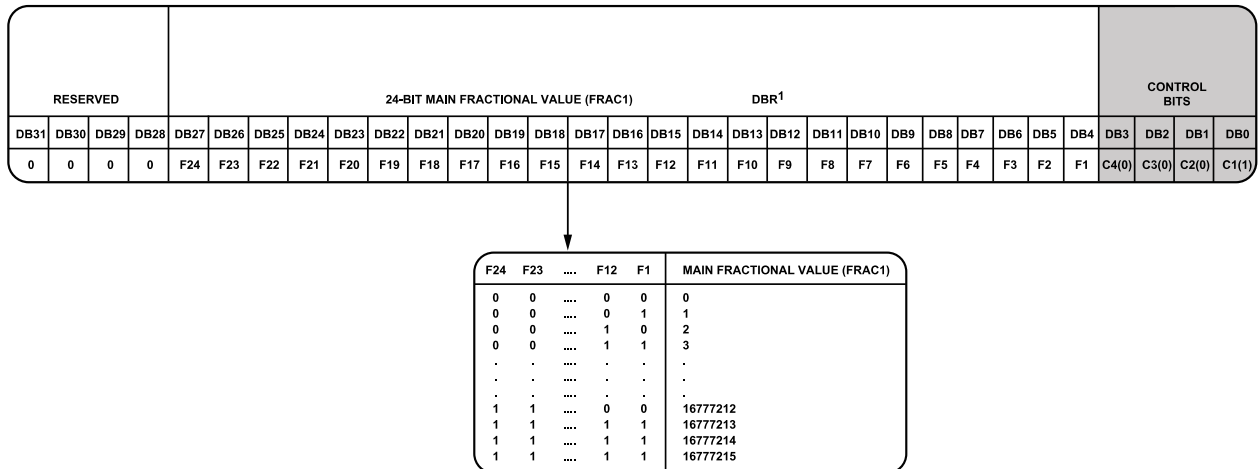 RESERVED 24-BIT MAIN FRACTIONAL VALUE (FRAC1) DBR1 CONTROL
BITS
DB31 DB30 DB29 DB28 DB27 DB26 DB25 DB24 DB23 DB22 DB21 DB20 DB19 DB18 DB17 DB16 DB15 DB14 DB13 DB12 DB11 DB10 DB9 DB8 DB7 DB6 DB5 DB4 DB3 DB2 DB1 DB0
0 0 0 0 F24 F23 F22 F21 F20 F19 F18 F17 F16 F15 F14 F13 F12 F11 F10 F9 F8 F7 F6 F5 F4 F3 F2 F1 C4(0) C3(0) C2(0) C1(1)
F24 F23 .... F12 F1 MAIN FRACTIONAL VALUE (FRAC1)
0 0 .... 0 0 0
0 0 .... 0 1 1
0 0 .... 1 0 2
0 0 .... 1 1 3
. . .... . . .
. . .... . . .
. . .... . . .
1 1 .... 0 0 16777212
1 1 .... 1 1 16777213
1 1 .... 1 1 16777214
1 1 .... 1 1 16777215